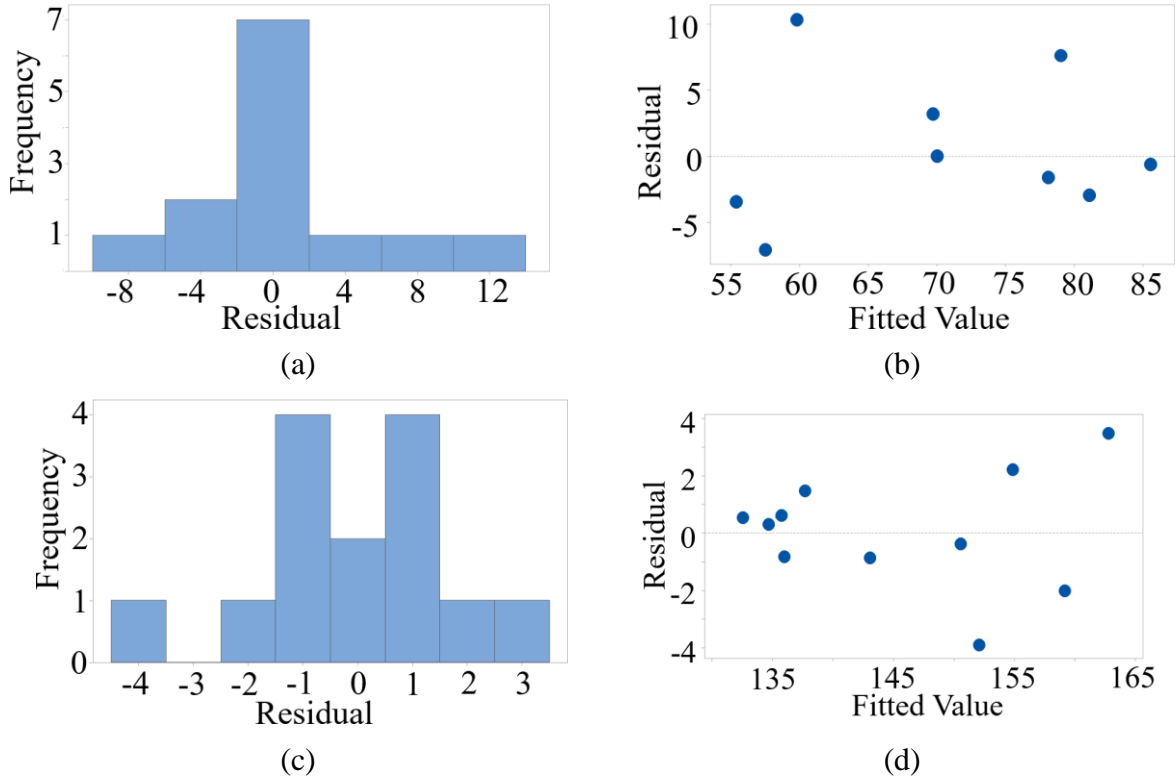 7
5
3
1
Frequency
-8 -4 0 4 8 12
Residual
(a)
10
5
0
-5
Residual
55 60 65 70 75 80 85
Fitted Value
(b)
4
3
2
1
0
Frequency
-4 -3 -2 -1 0 1 2 3
Residual
(c)
4
2
0
-2
-4
Residual
135 145 155 165
Fitted Value
(d)